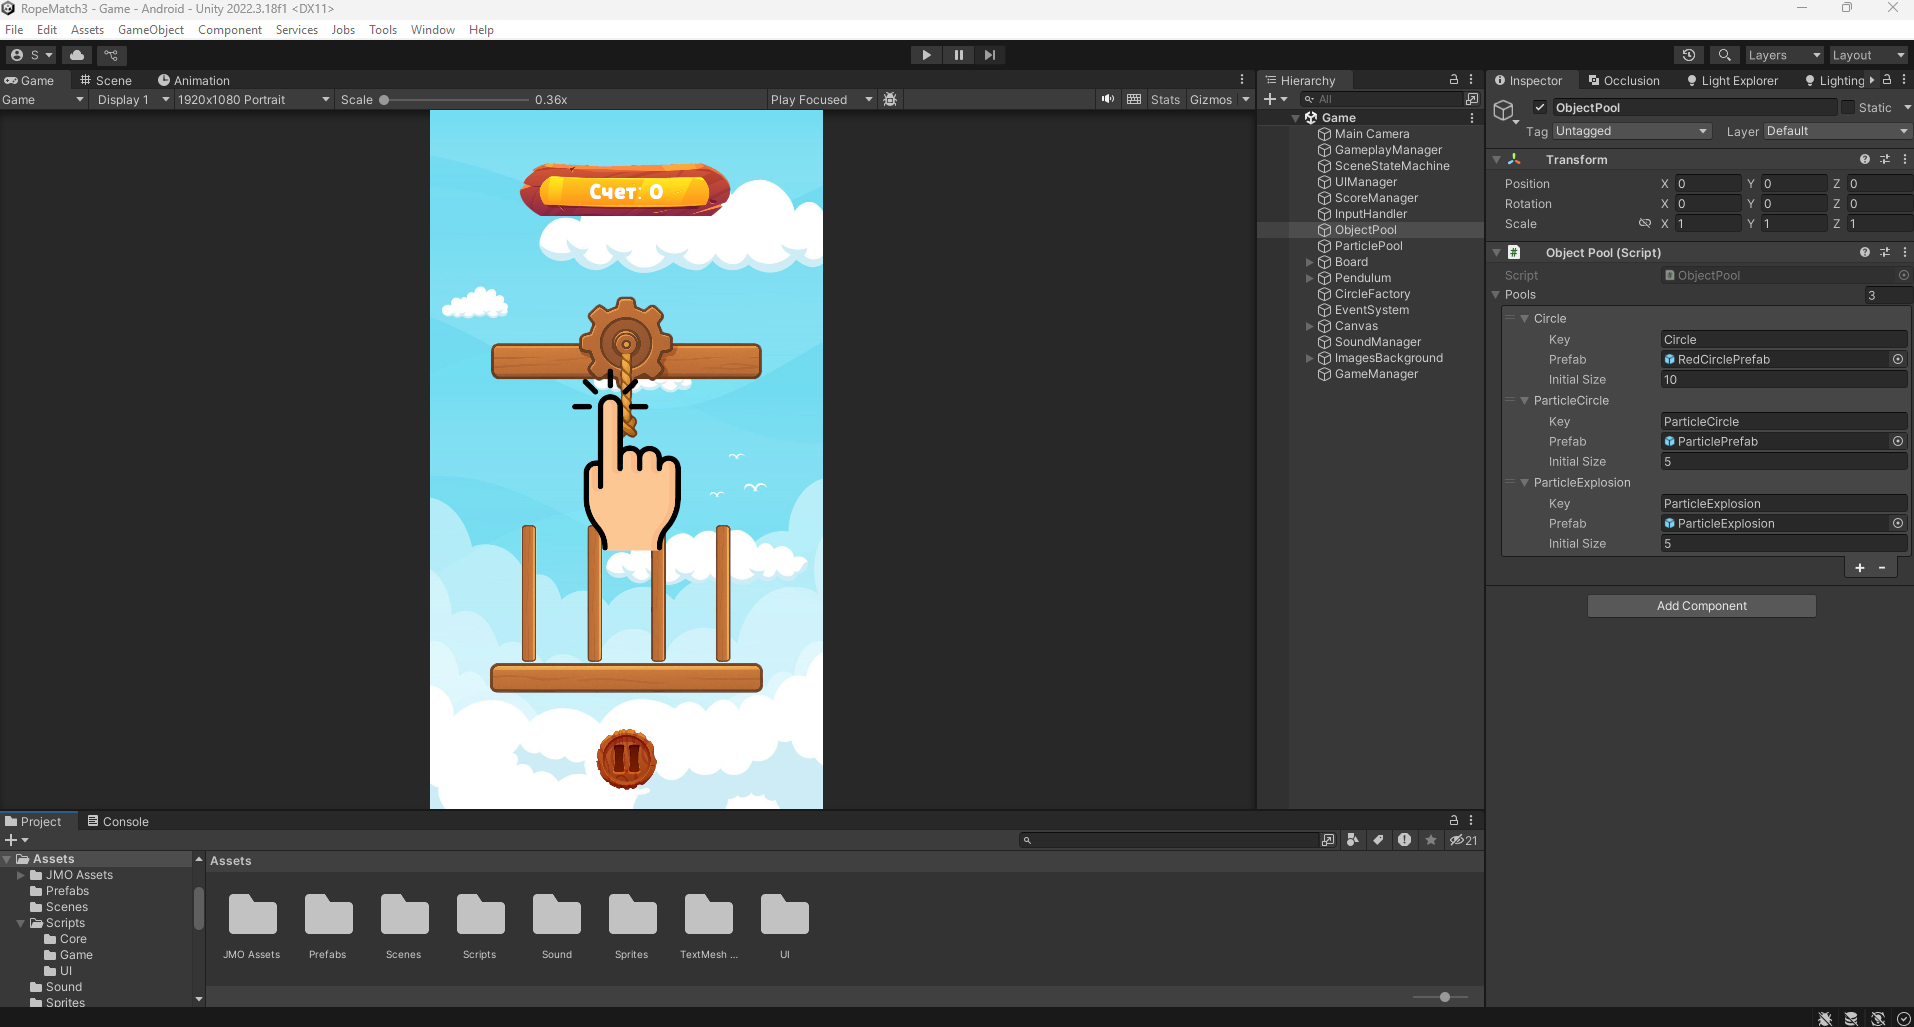 RopeMatch3 - Game - Android - Unity 2022.3.18f1 <DX11>
File Edit Assets GameObject Component Services Jobs Tools Window Help
S Layers Layout
Game Scene Animation
Game Display 1 1920x1080 Portrait Scale 0.36x Play Focused Stats Gizmos
Счет: 0
Hierarchy
All
Game
Main Camera
GameplayManager
SceneStateMachine
UIManager
ScoreManager
InputHandler
ObjectPool
ParticlePool
Board
Pendulum
CircleFactory
EventSystem
Canvas
SoundManager
ImagesBackground
GameManager
Inspector Occlusion Light Explorer Lighting
ObjectPool Static
Tag Untagged Layer Default
Transform
Position X 0 Y 0 Z 0
Rotation X 0 Y 0 Z 0
Scale X 1 Y 1 Z 1
# Object Pool (Script)
Script ObjectPool
Pools 3
Circle
Key Circle
Prefab RedCirclePrefab
Initial Size 10
ParticleCircle
Key ParticleCircle
Prefab ParticlePrefab
Initial Size 5
ParticleExplosion
Key ParticleExplosion
Prefab ParticleExplosion
Initial Size 5
+ -
Add Component
Project Console
21
Assets
JMO Assets
Prefabs
Scenes
Scripts
Core
Game
UI
Sound
Sprites
Assets
JMO Assets Prefabs Scenes Scripts Sound Sprites TextMesh ... UI